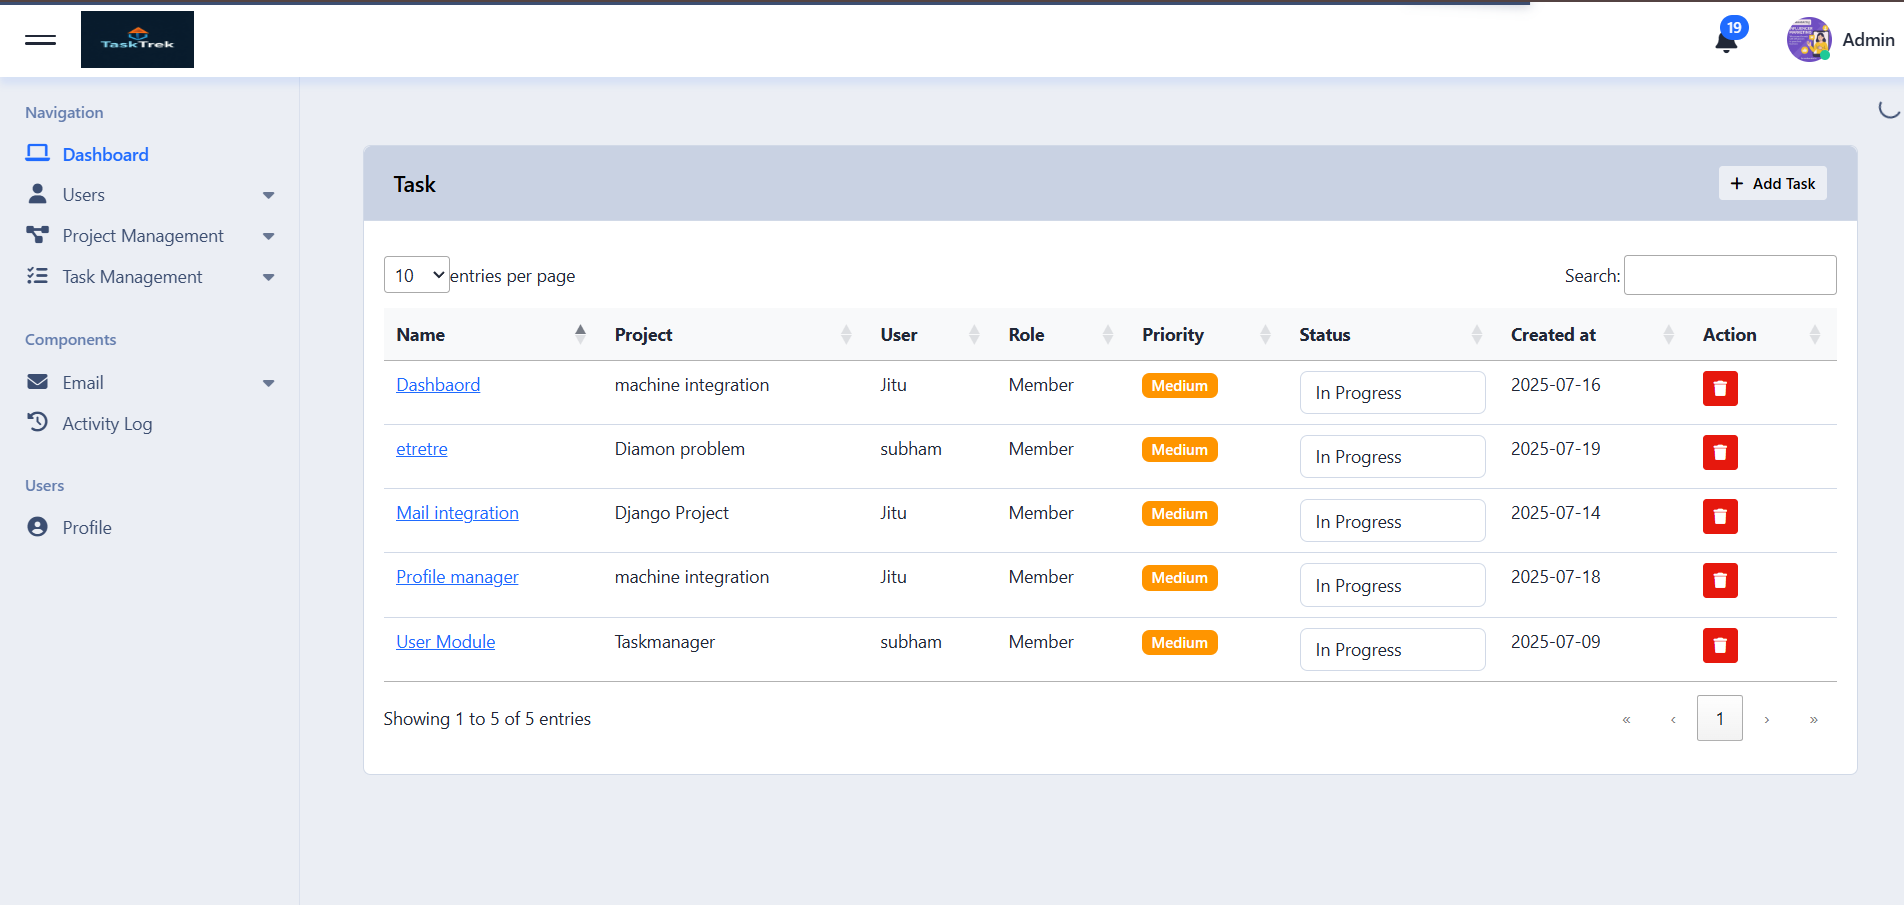 TaskTrek
19
Admin
Navigation
Dashboard
Users
Project Management
Task Management
Components
Email
Activity Log
Users
Profile
Task
+ Add Task
10 entries per page
Search:
Name Project User Role Priority Status Created at Action
Dashbaord machine integration Jitu Member Medium In Progress 2025-07-16
etretre Diamon problem subham Member Medium In Progress 2025-07-19
Mail integration Django Project Jitu Member Medium In Progress 2025-07-14
Profile manager machine integration Jitu Member Medium In Progress 2025-07-18
User Module Taskmanager subham Member Medium In Progress 2025-07-09
Showing 1 to 5 of 5 entries
« ‹ 1 › »